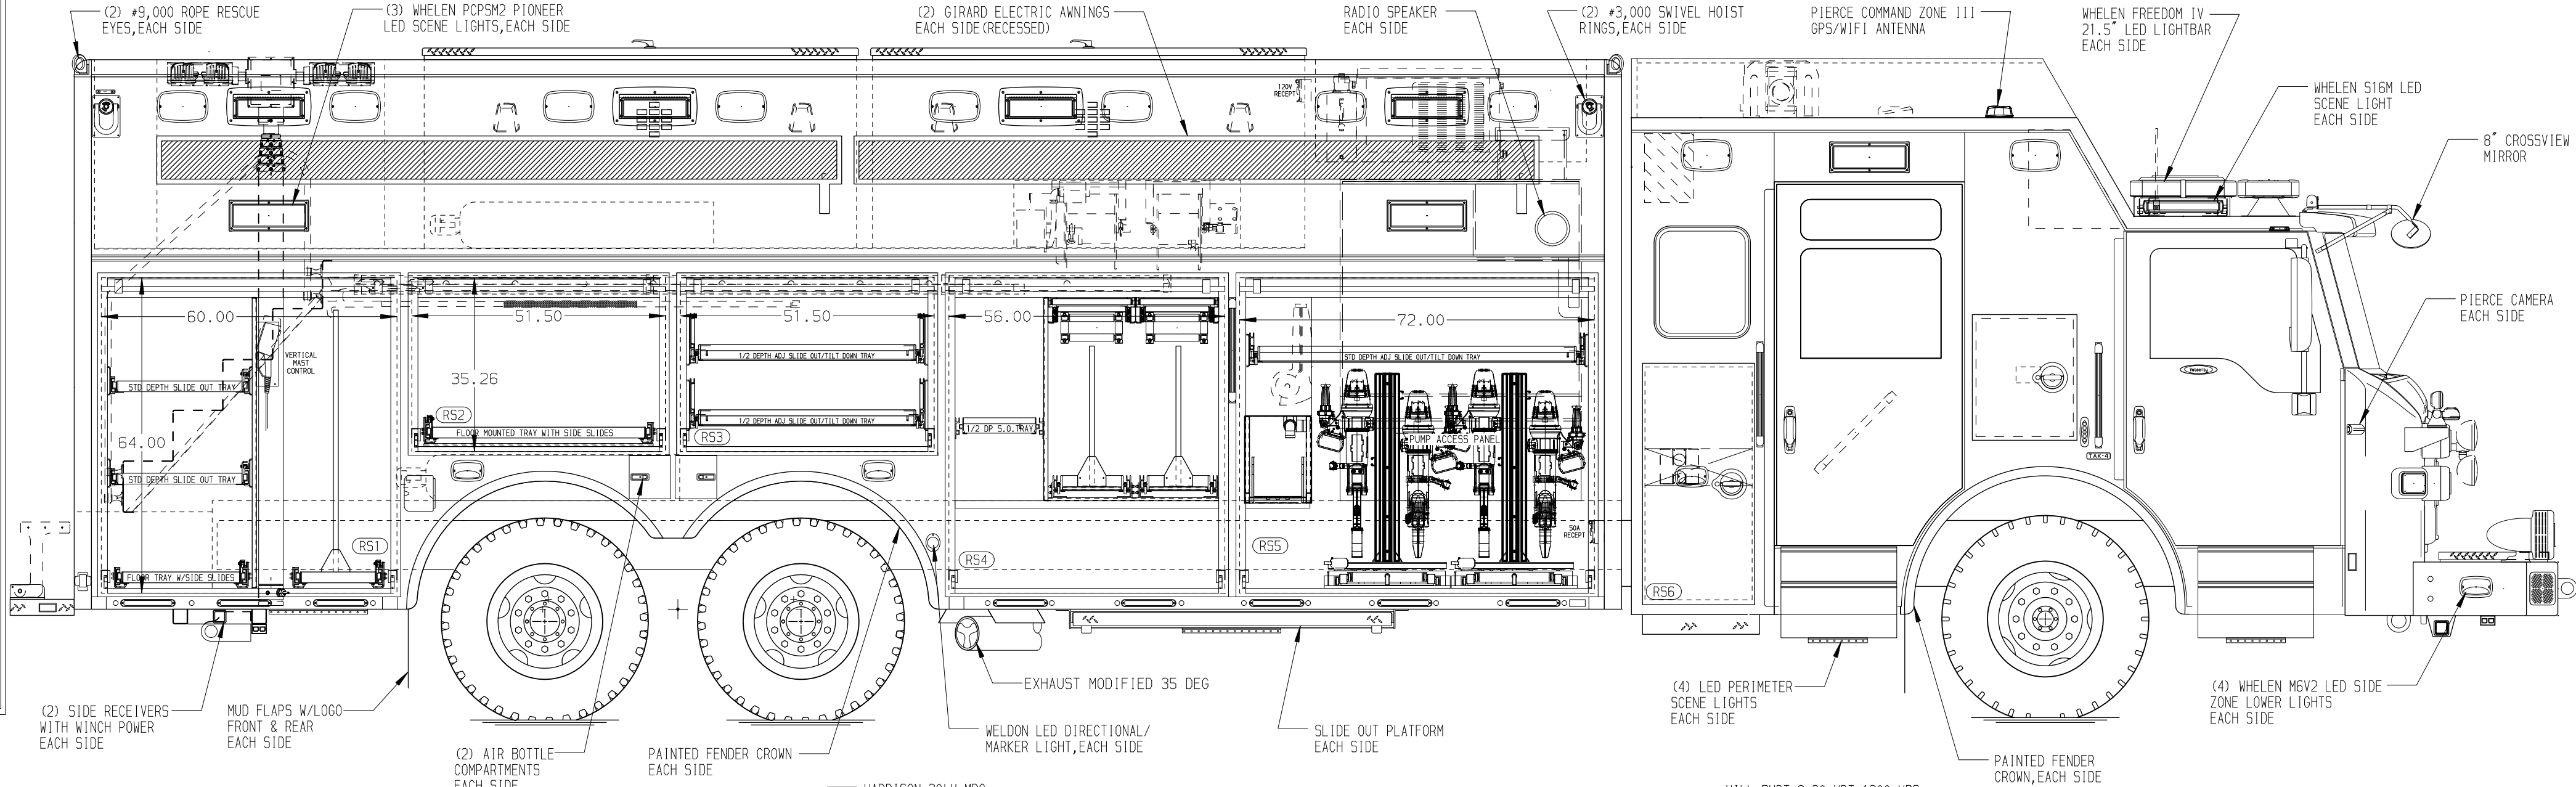 (2) #9,000 ROPE RESCUE
EYES,EACH SIDE
(3) WHELEN PCPSM2 PIONEER
LED SCENE LIGHTS,EACH SIDE
(2) GIRARD ELECTRIC AWNINGS
EACH SIDE(RECESSED)
RADIO SPEAKER
EACH SIDE
(2) #3,000 SWIVEL HOIST
RINGS,EACH SIDE
PIERCE COMMAND ZONE III
GPS/WIFI ANTENNA
WHELEN FREEDOM IV
21.5" LED LIGHTBAR
EACH SIDE
WHELEN S16M LED
SCENE LIGHT
EACH SIDE
8" CROSSVIEW
MIRROR
PIERCE CAMERA
EACH SIDE
120V
RECEPT
60.00
51.50
51.50
56.00
72.00
VERTICAL
MAST
CONTROL
35.26
64.00
1/2 DEPTH ADJ SLIDE OUT/TILT DOWN TRAY
STD DEPTH ADJ SLIDE OUT/TILT DOWN TRAY
STD DEPTH SLIDE OUT TRAY
RS2
FLOOR MOUNTED TRAY WITH SIDE SLIDES
1/2 DEPTH ADJ SLIDE OUT/TILT DOWN TRAY
RS3
1/2 DP S.O.TRAY
PUMP ACCESS PANEL
Velocity
TAK-4
STD DEPTH SLIDE OUT TRAY
RS1
FLOOR TRAY W/SIDE SLIDES
RS4
RS5
50A
RECEPT
RS6
(2) SIDE RECEIVERS
WITH WINCH POWER
EACH SIDE
MUD FLAPS W/LOGO
FRONT & REAR
EACH SIDE
(2) AIR BOTTLE
COMPARTMENTS
EACH SIDE
PAINTED FENDER CROWN
EACH SIDE
EXHAUST MODIFIED 35 DEG
WELDON LED DIRECTIONAL/
MARKER LIGHT,EACH SIDE
SLIDE OUT PLATFORM
EACH SIDE
(4) LED PERIMETER
SCENE LIGHTS
EACH SIDE
(4) WHELEN M6V2 LED SIDE
ZONE LOWER LIGHTS
EACH SIDE
PAINTED FENDER
CROWN,EACH SIDE